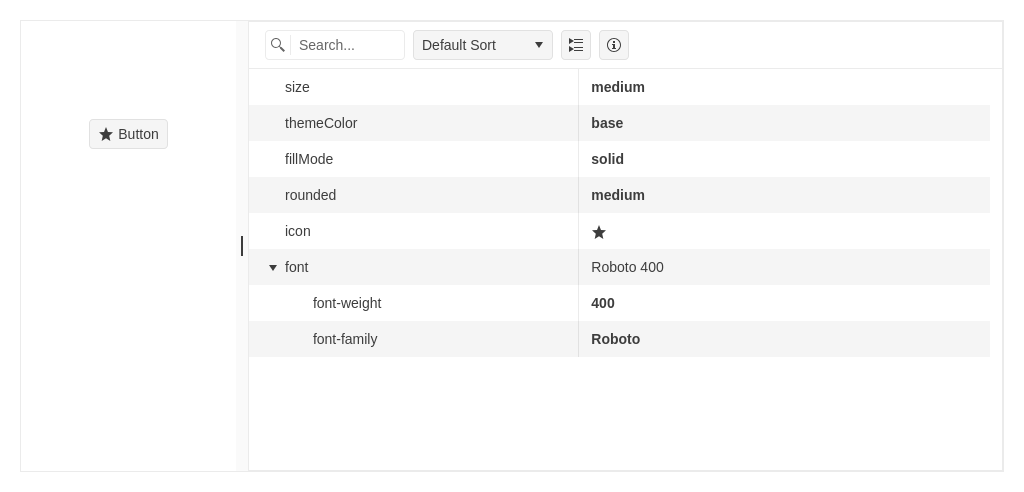 Search...
Default Sort
Button
size medium
themeColor base
fillMode solid
rounded medium
icon
font Roboto 400
font-weight 400
font-family Roboto